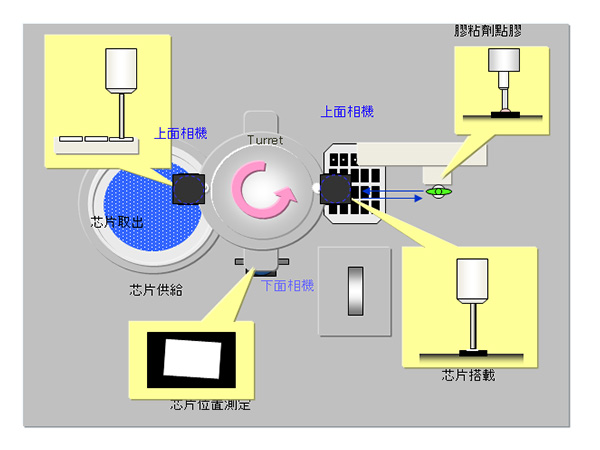 膠粘劑點膠
上面相機
上面相機
Turret
芯片取出
芯片供給
下面相機
芯片搭載
芯片位置測定